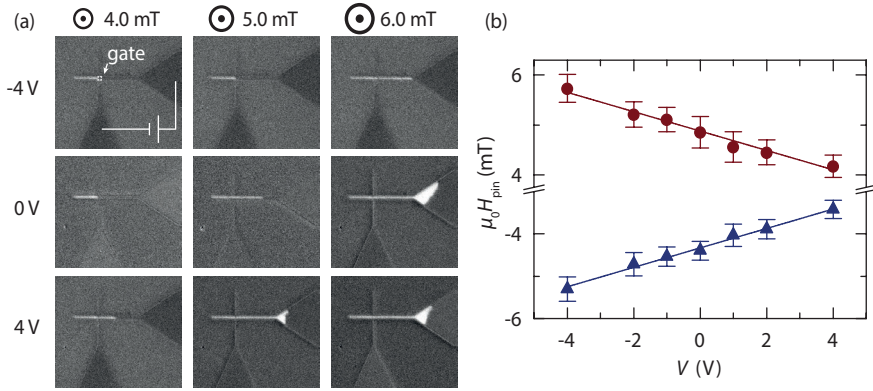 (a)
4.0 mT
5.0 mT
6.0 mT
-4 V
gate
0 V
4 V
(b)
6
4
-4
-6
μ₀H_pin (mT)
-4
-2
0
2
4
V (V)